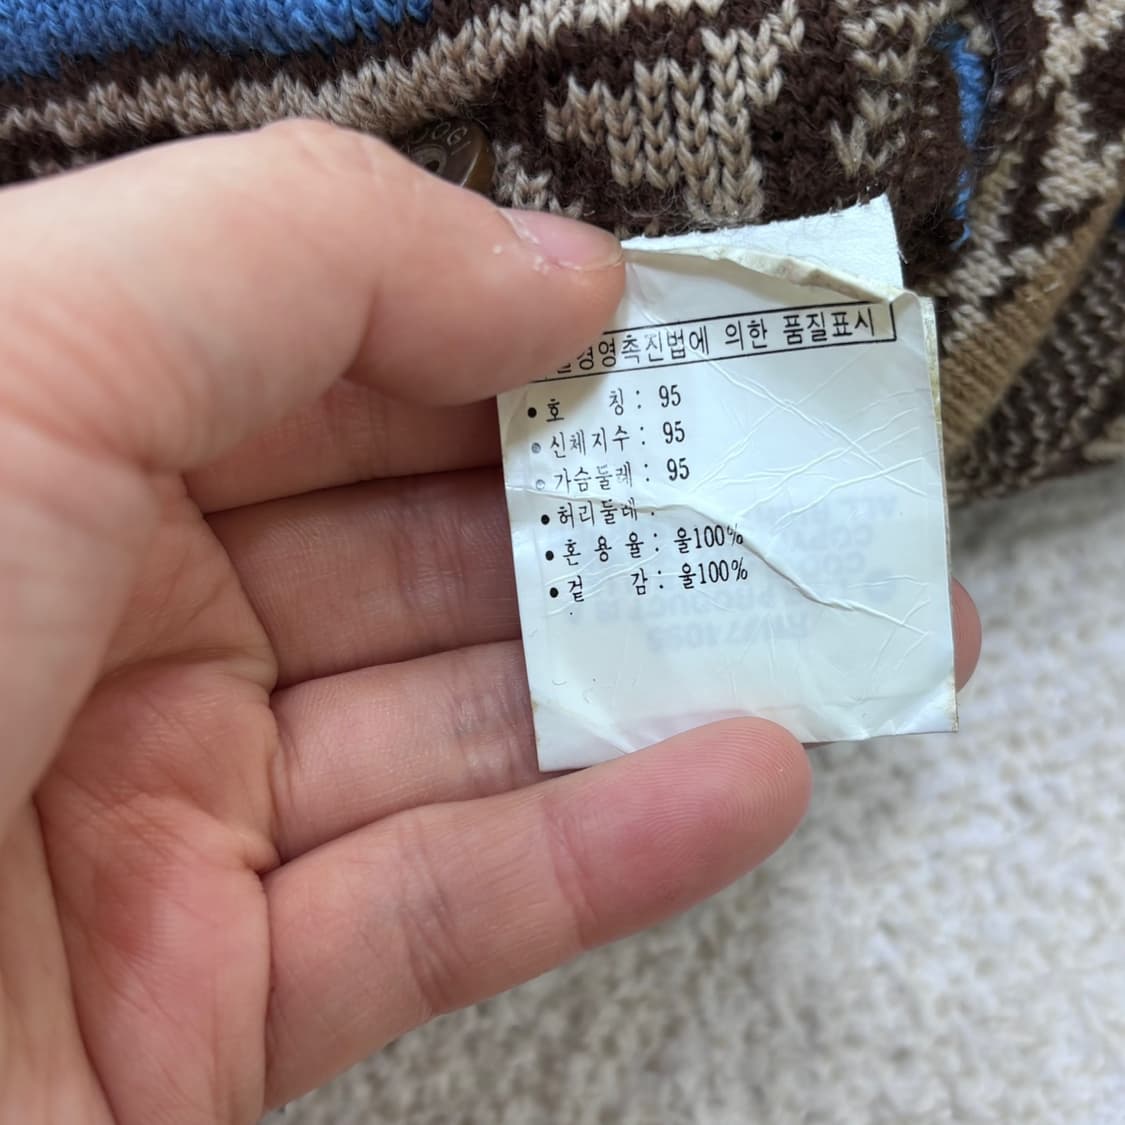 경영촉진법에 의한 품질표시
• 호 칭 : 95
• 신체지수 : 95
• 가슴둘레 : 95
• 허리둘레 :
• 혼 용 율 : 울100%
• 겉 감 : 울100%